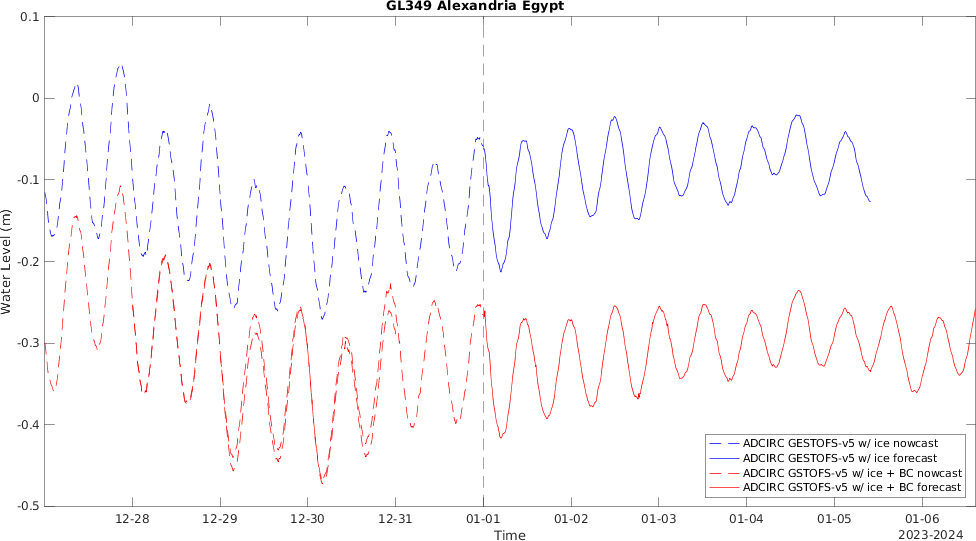 GL349 Alexandria Egypt
0.1
0
-0.1
-0.2
-0.3
-0.4
-0.5
Water Level (m)
ADCIRC GESTOFS-v5 w/ ice nowcast
ADCIRC GESTOFS-v5 w/ ice forecast
ADCIRC GSTOFS-v5 w/ ice + BC nowcast
ADCIRC GSTOFS-v5 w/ ice + BC forecast
12-28 12-29 12-30 12-31 01-01 01-02 01-03 01-04 01-05 01-06
Time
2023-2024